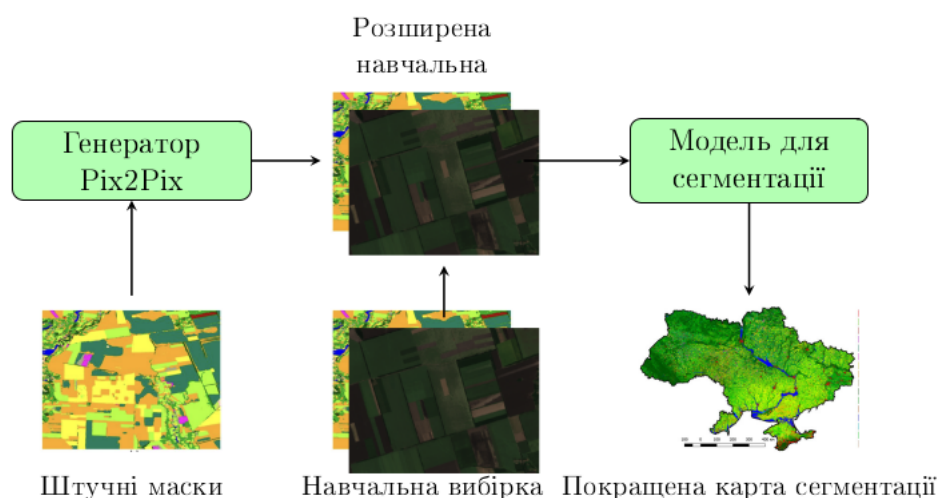 Розширена
навчальна
Генератор
Pix2Pix
Модель для
сегментації
Штучні маски
Навчальна вибірка
Покращена карта сегментації